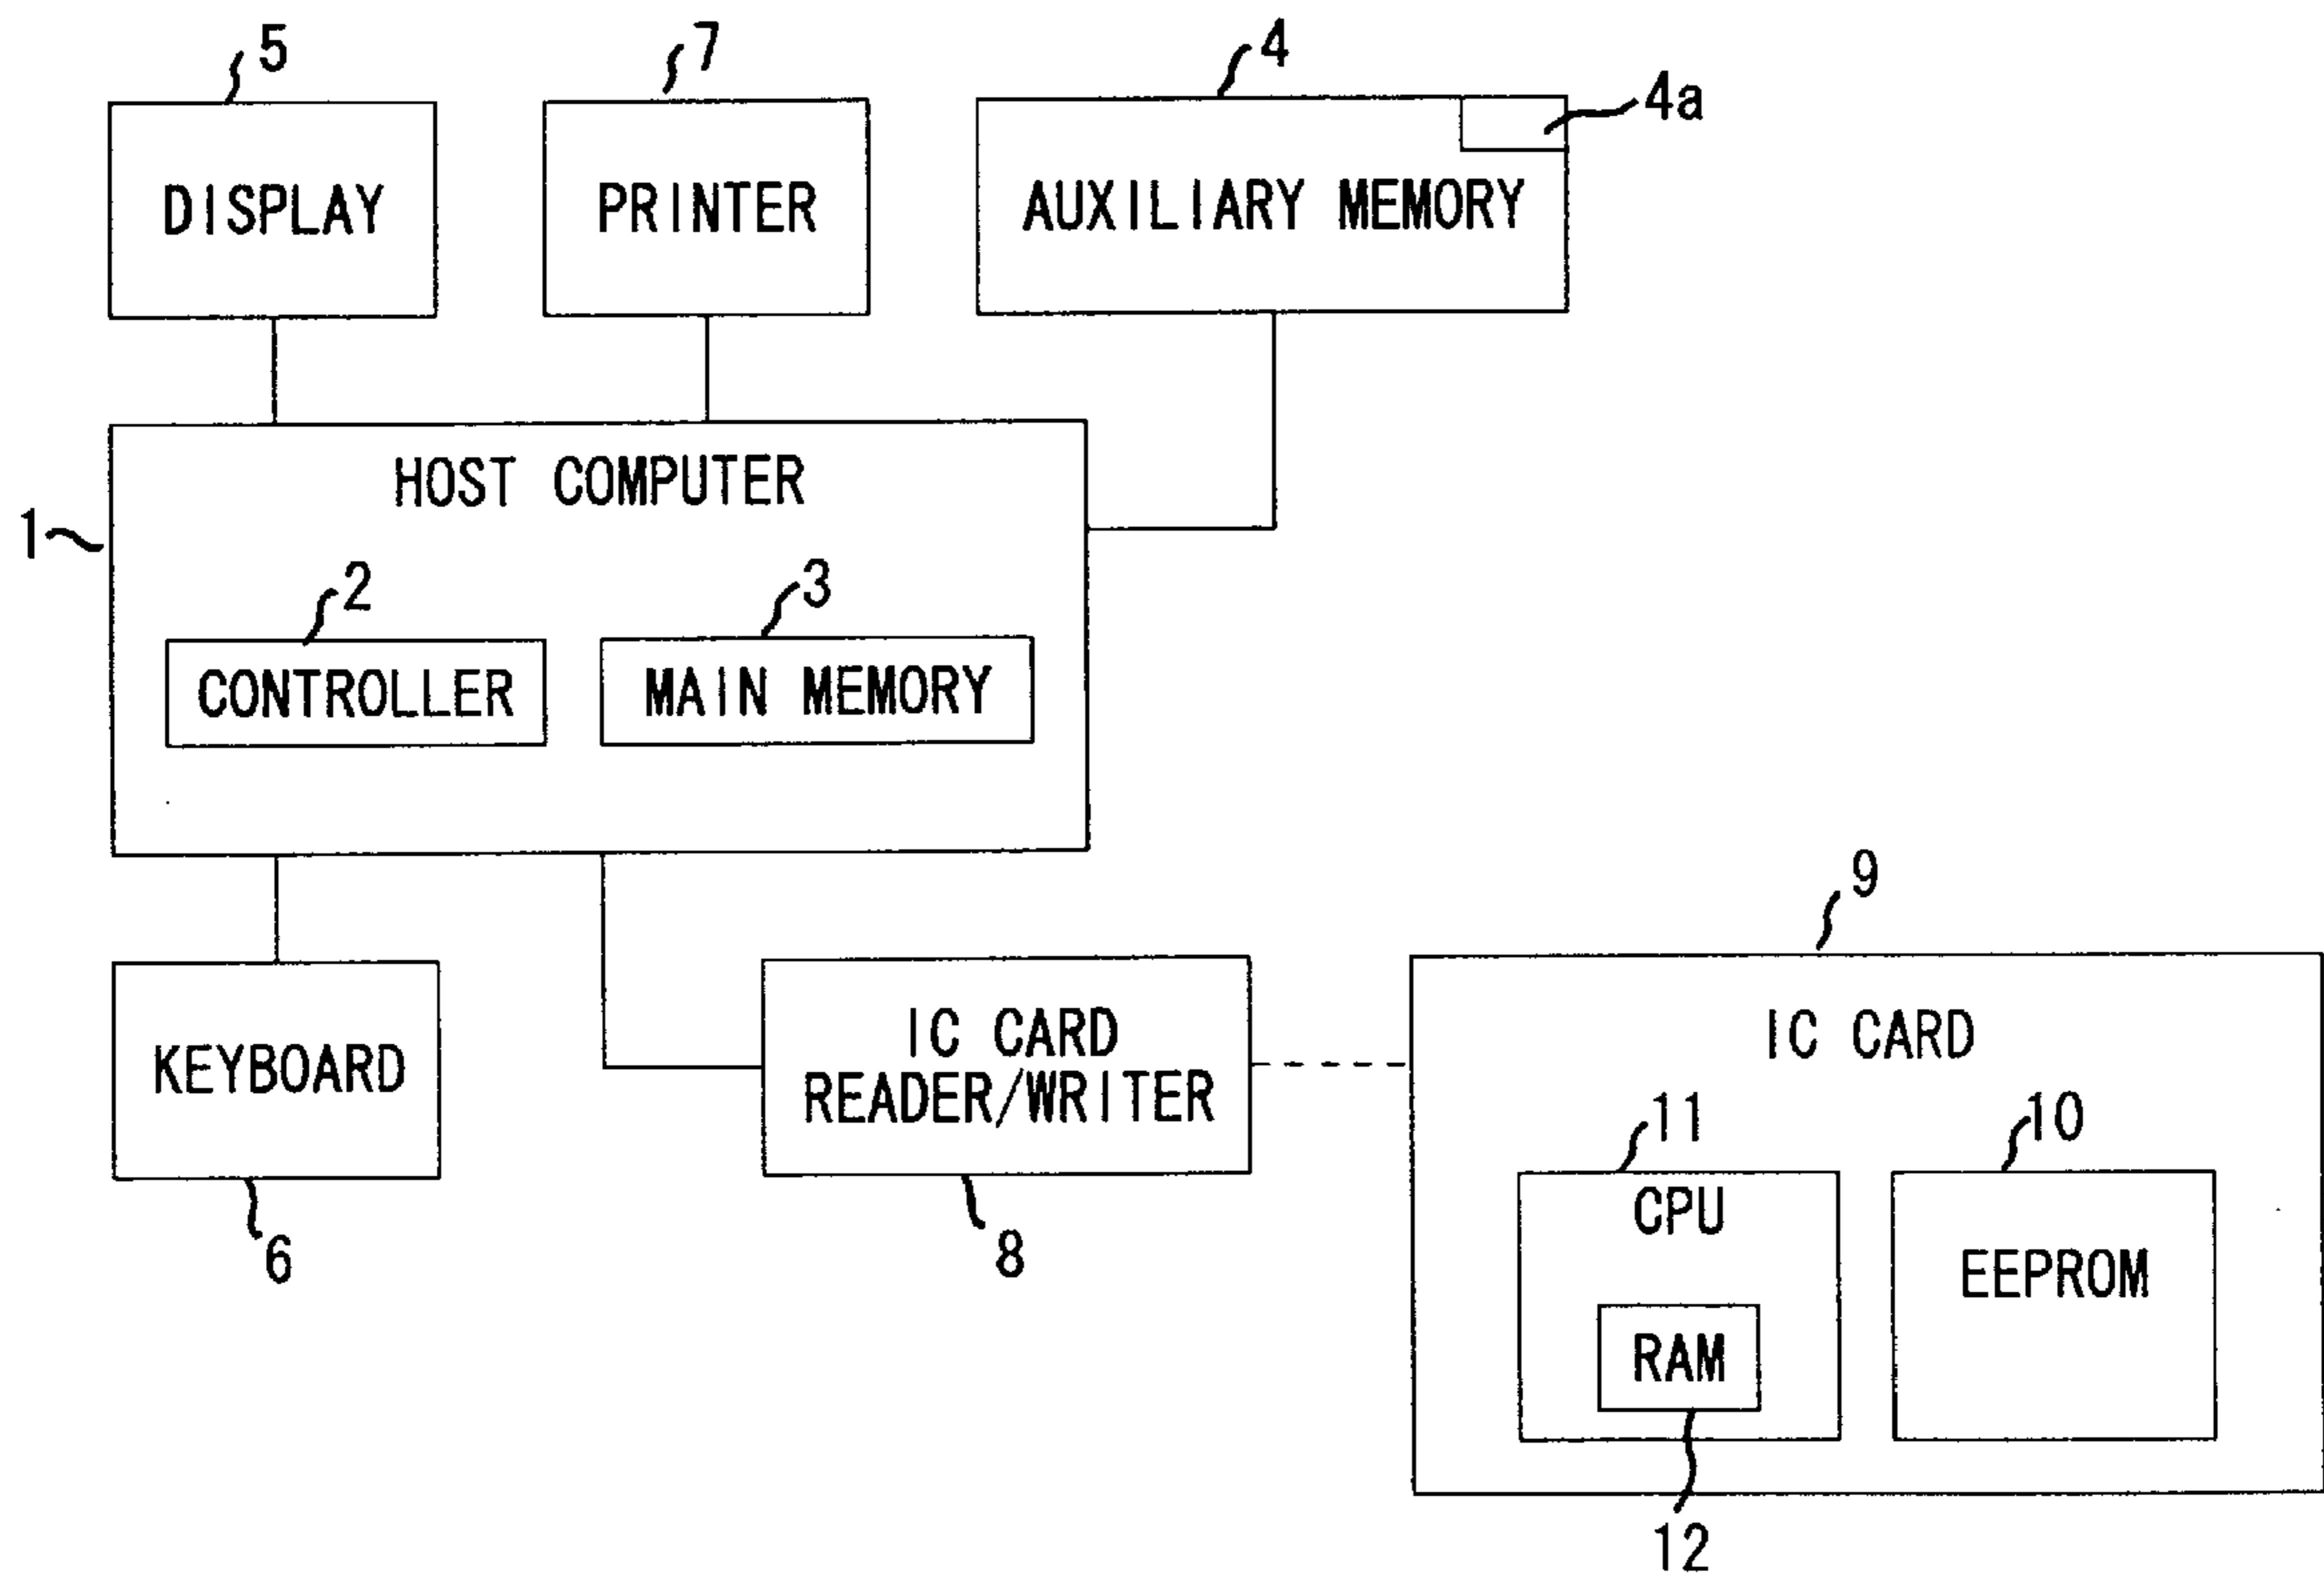 5
7
4
4a
DISPLAY
PRINTER
AUXILIARY MEMORY
HOST COMPUTER
1
2
3
CONTROLLER
MAIN MEMORY
9
KEYBOARD
IC CARD
READER/WRITER
IC CARD
11
10
CPU
EEPROM
6
8
RAM
12